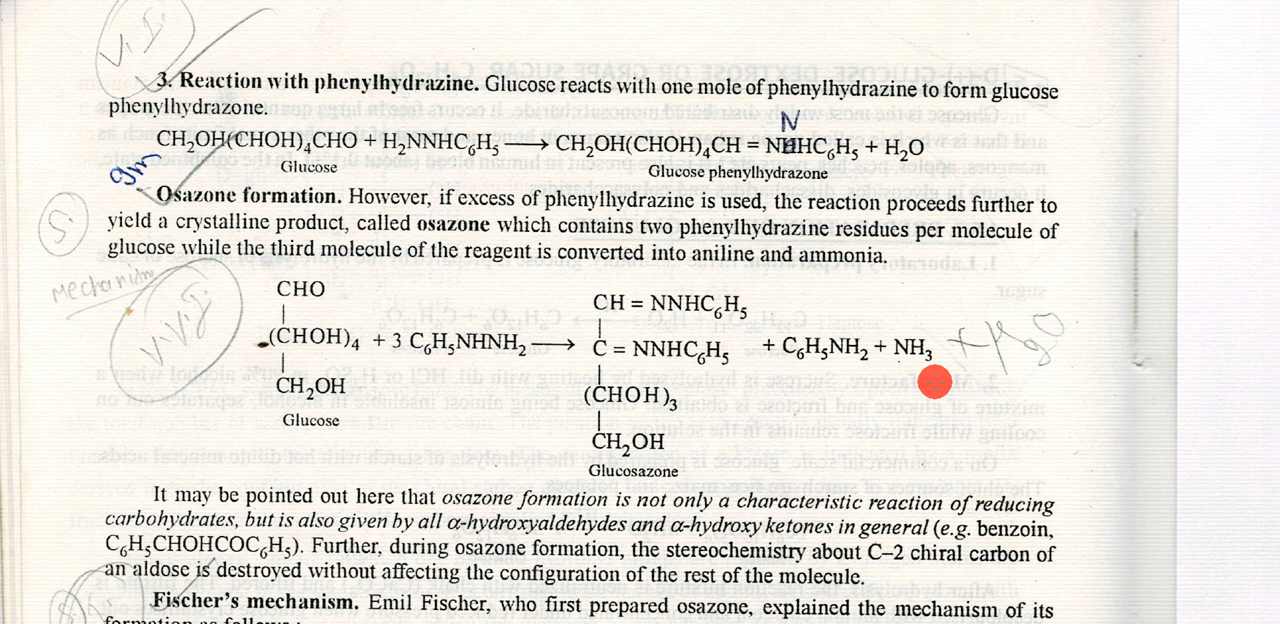 V. I.
3. Reaction with phenylhydrazine. Glucose reacts with one mole of phenylhydrazine to form glucose
phenylhydrazone.
N
CH₂OH(CHOH)₄CHO + H₂NNHC₆H₅ ⟶ CH₂OH(CHOH)₄CH = NHHC₆H₅ + H₂O
Glucose Glucose phenylhydrazone
Osazone formation. However, if excess of phenylhydrazine is used, the reaction proceeds further to
yield a crystalline product, called osazone which contains two phenylhydrazine residues per molecule of
glucose while the third molecule of the reagent is converted into aniline and ammonia.
mechanism
V.V.I
CHO
CH = NNHC₆H₅
(CHOH)₄ + 3 C₆H₅NHNH₂ ⟶ C = NNHC₆H₅ + C₆H₅NH₂ + NH₃ + H₂O
CH₂OH (CHOH)₃
Glucose CH₂OH
Glucosazone
It may be pointed out here that osazone formation is not only a characteristic reaction of reducing
carbohydrates, but is also given by all α-hydroxyaldehydes and α-hydroxy ketones in general (e.g. benzoin,
C₆H₅CHOHCOC₆H₅). Further, during osazone formation, the stereochemistry about C–2 chiral carbon of
an aldose is destroyed without affecting the configuration of the rest of the molecule.
Fischer's mechanism. Emil Fischer, who first prepared osazone, explained the mechanism of its
formation as follows :